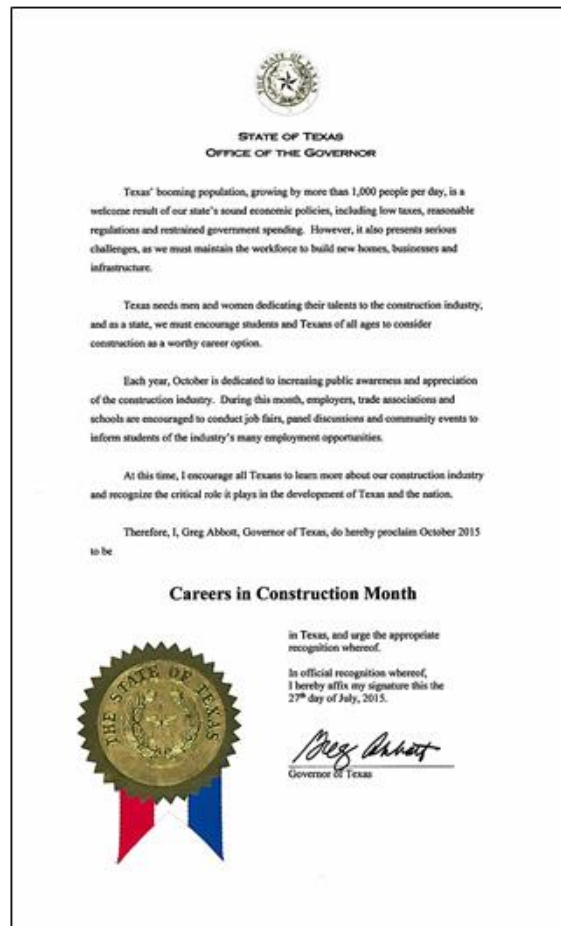 THE STATE OF TEXAS
STATE OF TEXAS
OFFICE OF THE GOVERNOR
Texas' booming population, growing by more than 1,000 people per day, is a
welcome result of our state's sound economic policies, including low taxes, reasonable
regulations and restrained government spending. However, it also presents serious
challenges, as we must maintain the workforce to build new homes, businesses and
infrastructure.
Texas needs men and women dedicating their talents to the construction industry,
and as a state, we must encourage students and Texans of all ages to consider
construction as a worthy career option.
Each year, October is dedicated to increasing public awareness and appreciation
of the construction industry. During this month, employers, trade associations and
schools are encouraged to conduct job fairs, panel discussions and community events to
inform students of the industry's many employment opportunities.
At this time, I encourage all Texans to learn more about our construction industry
and recognize the critical role it plays in the development of Texas and the nation.
Therefore, I, Greg Abbott, Governor of Texas, do hereby proclaim October 2015
to be
Careers in Construction Month
in Texas, and urge the appropriate
recognition whereof.
In official recognition whereof,
I hereby affix my signature this the
27th day of July, 2015.
Greg Abbott
Governor of Texas
THE STATE OF TEXAS